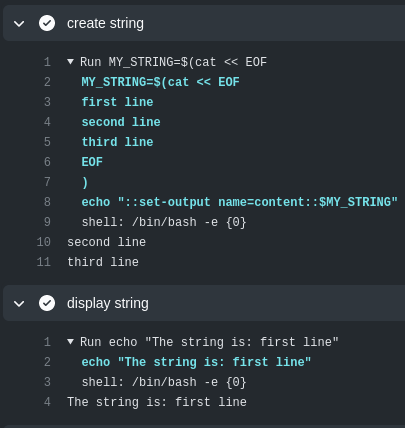 create string
1 Run MY_STRING=$(cat << EOF
2 MY_STRING=$(cat << EOF
3 first line
4 second line
5 third line
6 EOF
7 )
8 echo "::set-output name=content::$MY_STRING"
9 shell: /bin/bash -e {0}
10 second line
11 third line
display string
1 Run echo "The string is: first line"
2 echo "The string is: first line"
3 shell: /bin/bash -e {0}
4 The string is: first line